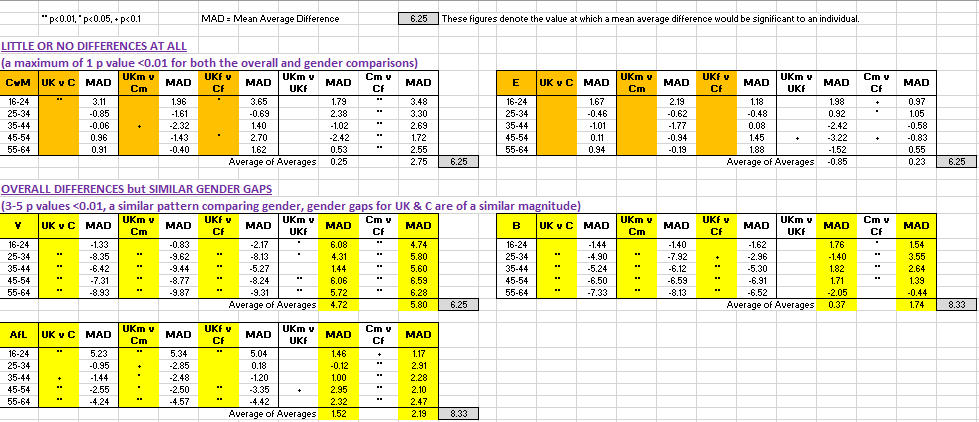 ** p<0.01, * p<0.05, + p<0.1 MAD = Mean Average Difference 6.25 These figures denote the value at which a mean average difference would be significant to an individual.
LITTLE OR NO DIFFERENCES AT ALL
(a maximum of 1 p value <0.01 for both the overall and gender comparisons)
CwM UK v C MAD UKm v Cm MAD UKf v Cf MAD UKm v UKf MAD Cm v Cf MAD
16-24 ** 3.11 1.96 * 3.65 1.79 ** 3.48
25-34 -0.85 -1.61 -0.69 2.38 ** 3.30
35-44 -0.06 + -2.32 1.40 -1.02 ** 2.69
45-54 0.96 -1.43 * 2.70 -2.42 ** 1.72
55-64 0.91 -0.40 1.62 0.53 ** 2.55
Average of Averages 0.25 2.75 6.25
E UK v C MAD UKm v Cm MAD UKf v Cf MAD UKm v UKf MAD Cm v Cf MAD
16-24 1.67 2.19 1.18 1.98 + 0.97
25-34 -0.46 -0.62 -0.48 0.92 1.05
35-44 -1.01 -1.77 0.08 -2.42 -0.58
45-54 0.11 -0.94 1.45 -3.22 + -0.83
55-64 0.94 -0.19 1.88 -1.52 0.55
Average of Averages -0.85 0.23 6.25
OVERALL DIFFERENCES but SIMILAR GENDER GAPS
(3-5 p values <0.01, a similar pattern comparing gender, gender gaps for UK & C are of a similar magnitude)
V UK v C MAD UKm v Cm MAD UKf v Cf MAD UKm v UKf MAD Cm v Cf MAD
16-24 -1.33 -0.83 -2.17 ** 6.08 ** 4.74
25-34 ** -8.35 ** -9.62 ** -8.13 * 4.31 ** 5.80
35-44 ** -6.42 ** -9.44 ** -5.27 1.44 ** 5.60
45-54 ** -7.31 ** -8.77 ** -8.24 ** 6.06 ** 6.59
55-64 ** -8.93 ** -9.87 ** -9.31 ** 5.72 ** 6.28
Average of Averages 4.72 5.80 6.25
B UK v C MAD UKm v Cm MAD UKf v Cf MAD UKm v UKf MAD Cm v Cf MAD
16-24 -1.44 -1.40 -1.62 1.76 * 1.54
25-34 ** -4.90 ** -7.92 + -2.96 -1.40 ** 3.55
35-44 ** -5.24 ** -6.12 ** -5.30 1.82 ** 2.64
45-54 ** -6.50 ** -6.59 ** -6.91 1.71 * 1.39
55-64 ** -7.33 ** -8.13 ** -6.52 -2.05 -0.44
Average of Averages 0.37 1.74 8.33
AfL UK v C MAD UKm v Cm MAD UKf v Cf MAD UKm v UKf MAD Cm v Cf MAD
16-24 ** 5.23 ** 5.34 ** 5.04 1.46 + 1.17
25-34 -0.95 + -2.85 0.18 -0.12 ** 2.91
35-44 + -1.44 * -2.48 -1.20 1.00 ** 2.28
45-54 ** -2.55 * -2.50 ** -3.35 + 2.95 ** 2.10
55-64 ** -4.24 ** -4.57 ** -4.42 2.32 ** 2.47
Average of Averages 1.52 2.19 8.33